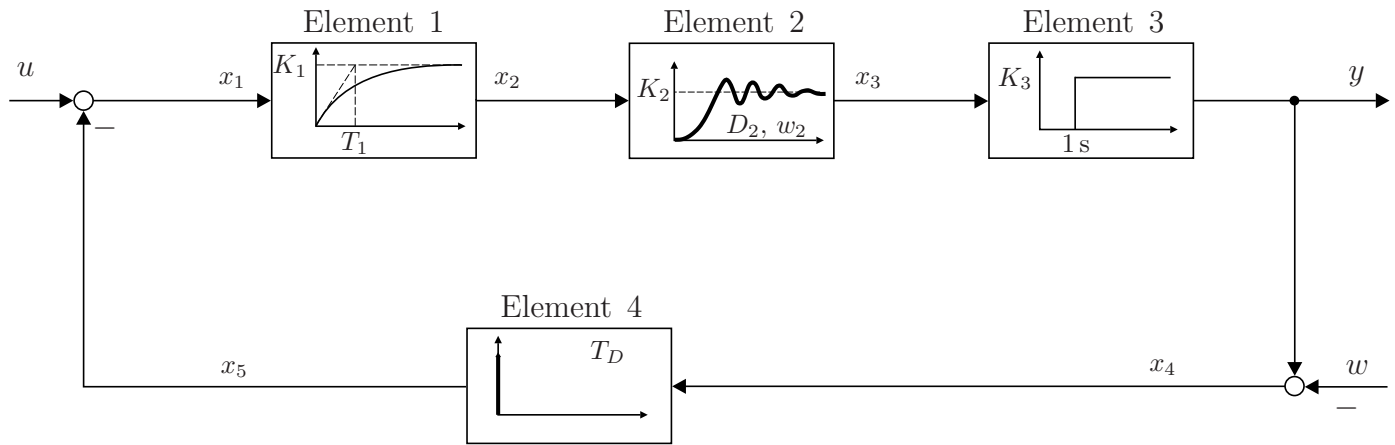 Element 1
Element 2
Element 3
u
K₁
T₁
x₁
x₂
K₂
D₂, w₂
x₃
K₃
1 s
y
−
Element 4
T_D
x₅
x₄
w
−